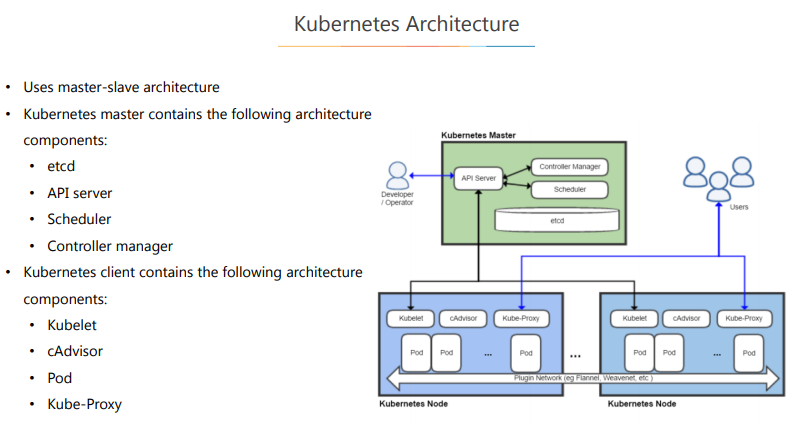 Kubernetes Architecture
• Uses master-slave architecture
• Kubernetes master contains the following architecture
components:
• etcd
• API server
• Scheduler
• Controller manager
• Kubernetes client contains the following architecture
components:
• Kubelet
• cAdvisor
• Pod
• Kube-Proxy
Kubernetes Master
API Server
Controller Manager
Scheduler
etcd
Developer
/ Operator
Users
Kubelet
cAdvisor
Kube-Proxy
Pod
Pod
...
Pod
...
Kubelet
cAdvisor
Kube-Proxy
Pod
Pod
...
Pod
Plugin Network (eg Flannel, Weavenet, etc )
Kubernetes Node
Kubernetes Node